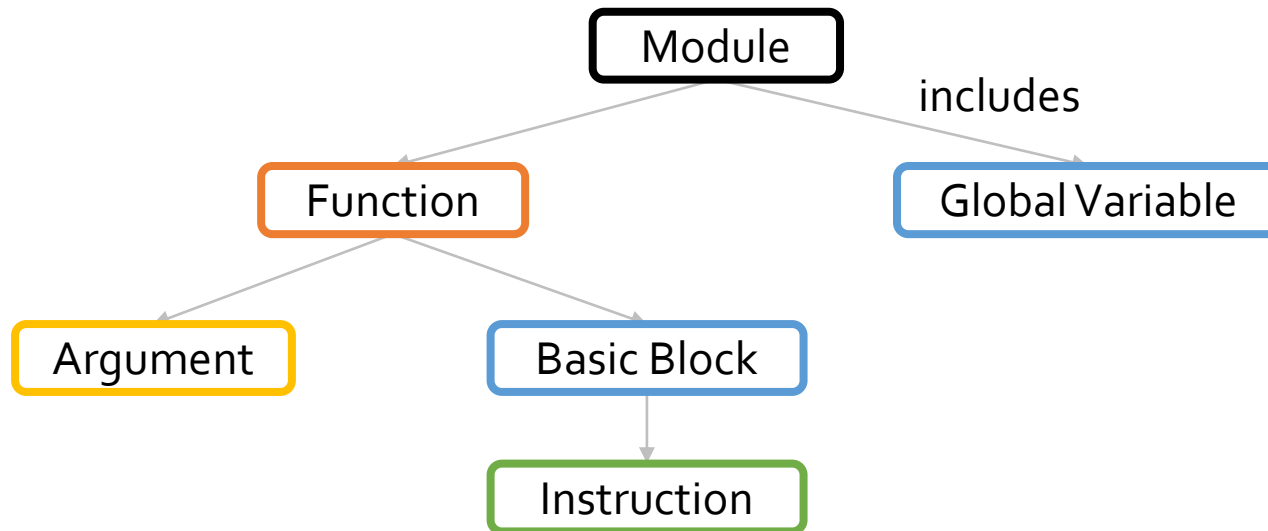 Module
includes
Function
Global Variable
Argument
Basic Block
Instruction